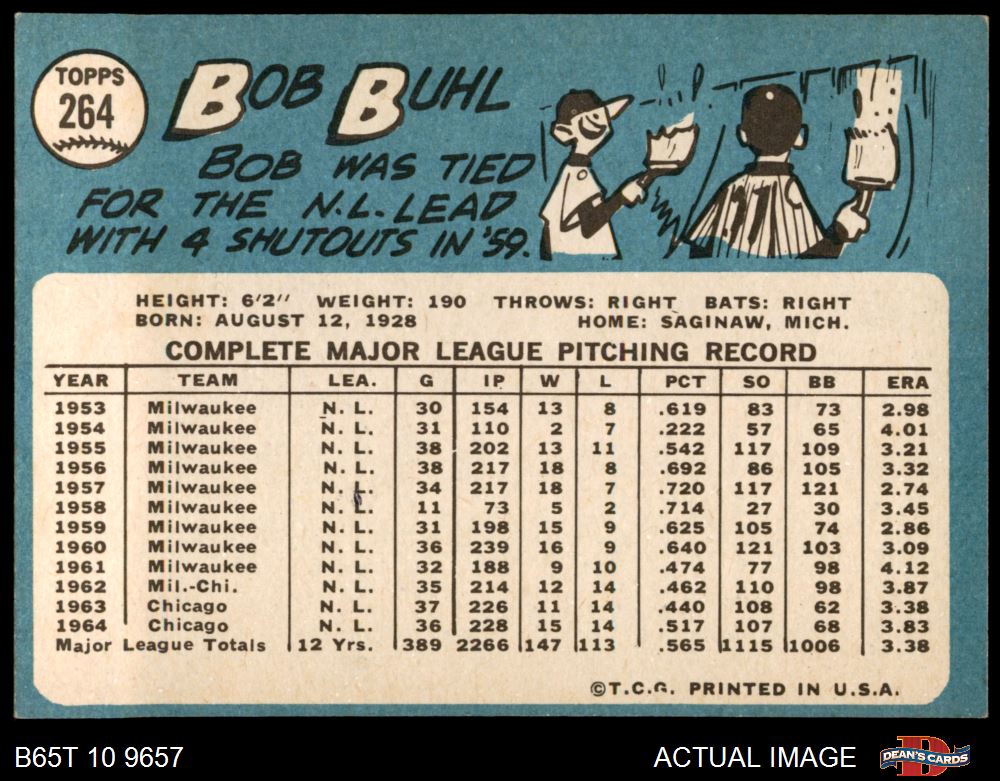 TOPPS
264
BOB BUHL
BOB WAS TIED
FOR THE N.L. LEAD
WITH 4 SHUTOUTS IN '59.
HEIGHT: 6'2" WEIGHT: 190 THROWS: RIGHT BATS: RIGHT
BORN: AUGUST 12, 1928 HOME: SAGINAW, MICH.
COMPLETE MAJOR LEAGUE PITCHING RECORD
YEAR TEAM LEA. G IP W L PCT SO BB ERA
1953 Milwaukee N. L. 30 154 13 8 .619 83 73 2.98
1954 Milwaukee N. L. 31 110 2 7 .222 57 65 4.01
1955 Milwaukee N. L. 38 202 13 11 .542 117 109 3.21
1956 Milwaukee N. L. 38 217 18 8 .692 86 105 3.32
1957 Milwaukee N. L. 34 217 18 7 .720 117 121 2.74
1958 Milwaukee N. L. 11 73 5 2 .714 27 30 3.45
1959 Milwaukee N. L. 31 198 15 9 .625 105 74 2.86
1960 Milwaukee N. L. 36 239 16 9 .640 121 103 3.09
1961 Milwaukee N. L. 32 188 9 10 .474 77 98 4.12
1962 Mil.-Chi. N. L. 35 214 12 14 .462 110 98 3.87
1963 Chicago N. L. 37 226 11 14 .440 108 62 3.38
1964 Chicago N. L. 36 228 15 14 .517 107 68 3.83
Major League Totals 12 Yrs. 389 2266 147 113 .565 1115 1006 3.38
©T.C.G. PRINTED IN U.S.A.
B65T 10 9657 ACTUAL IMAGE DEAN'S CARDS